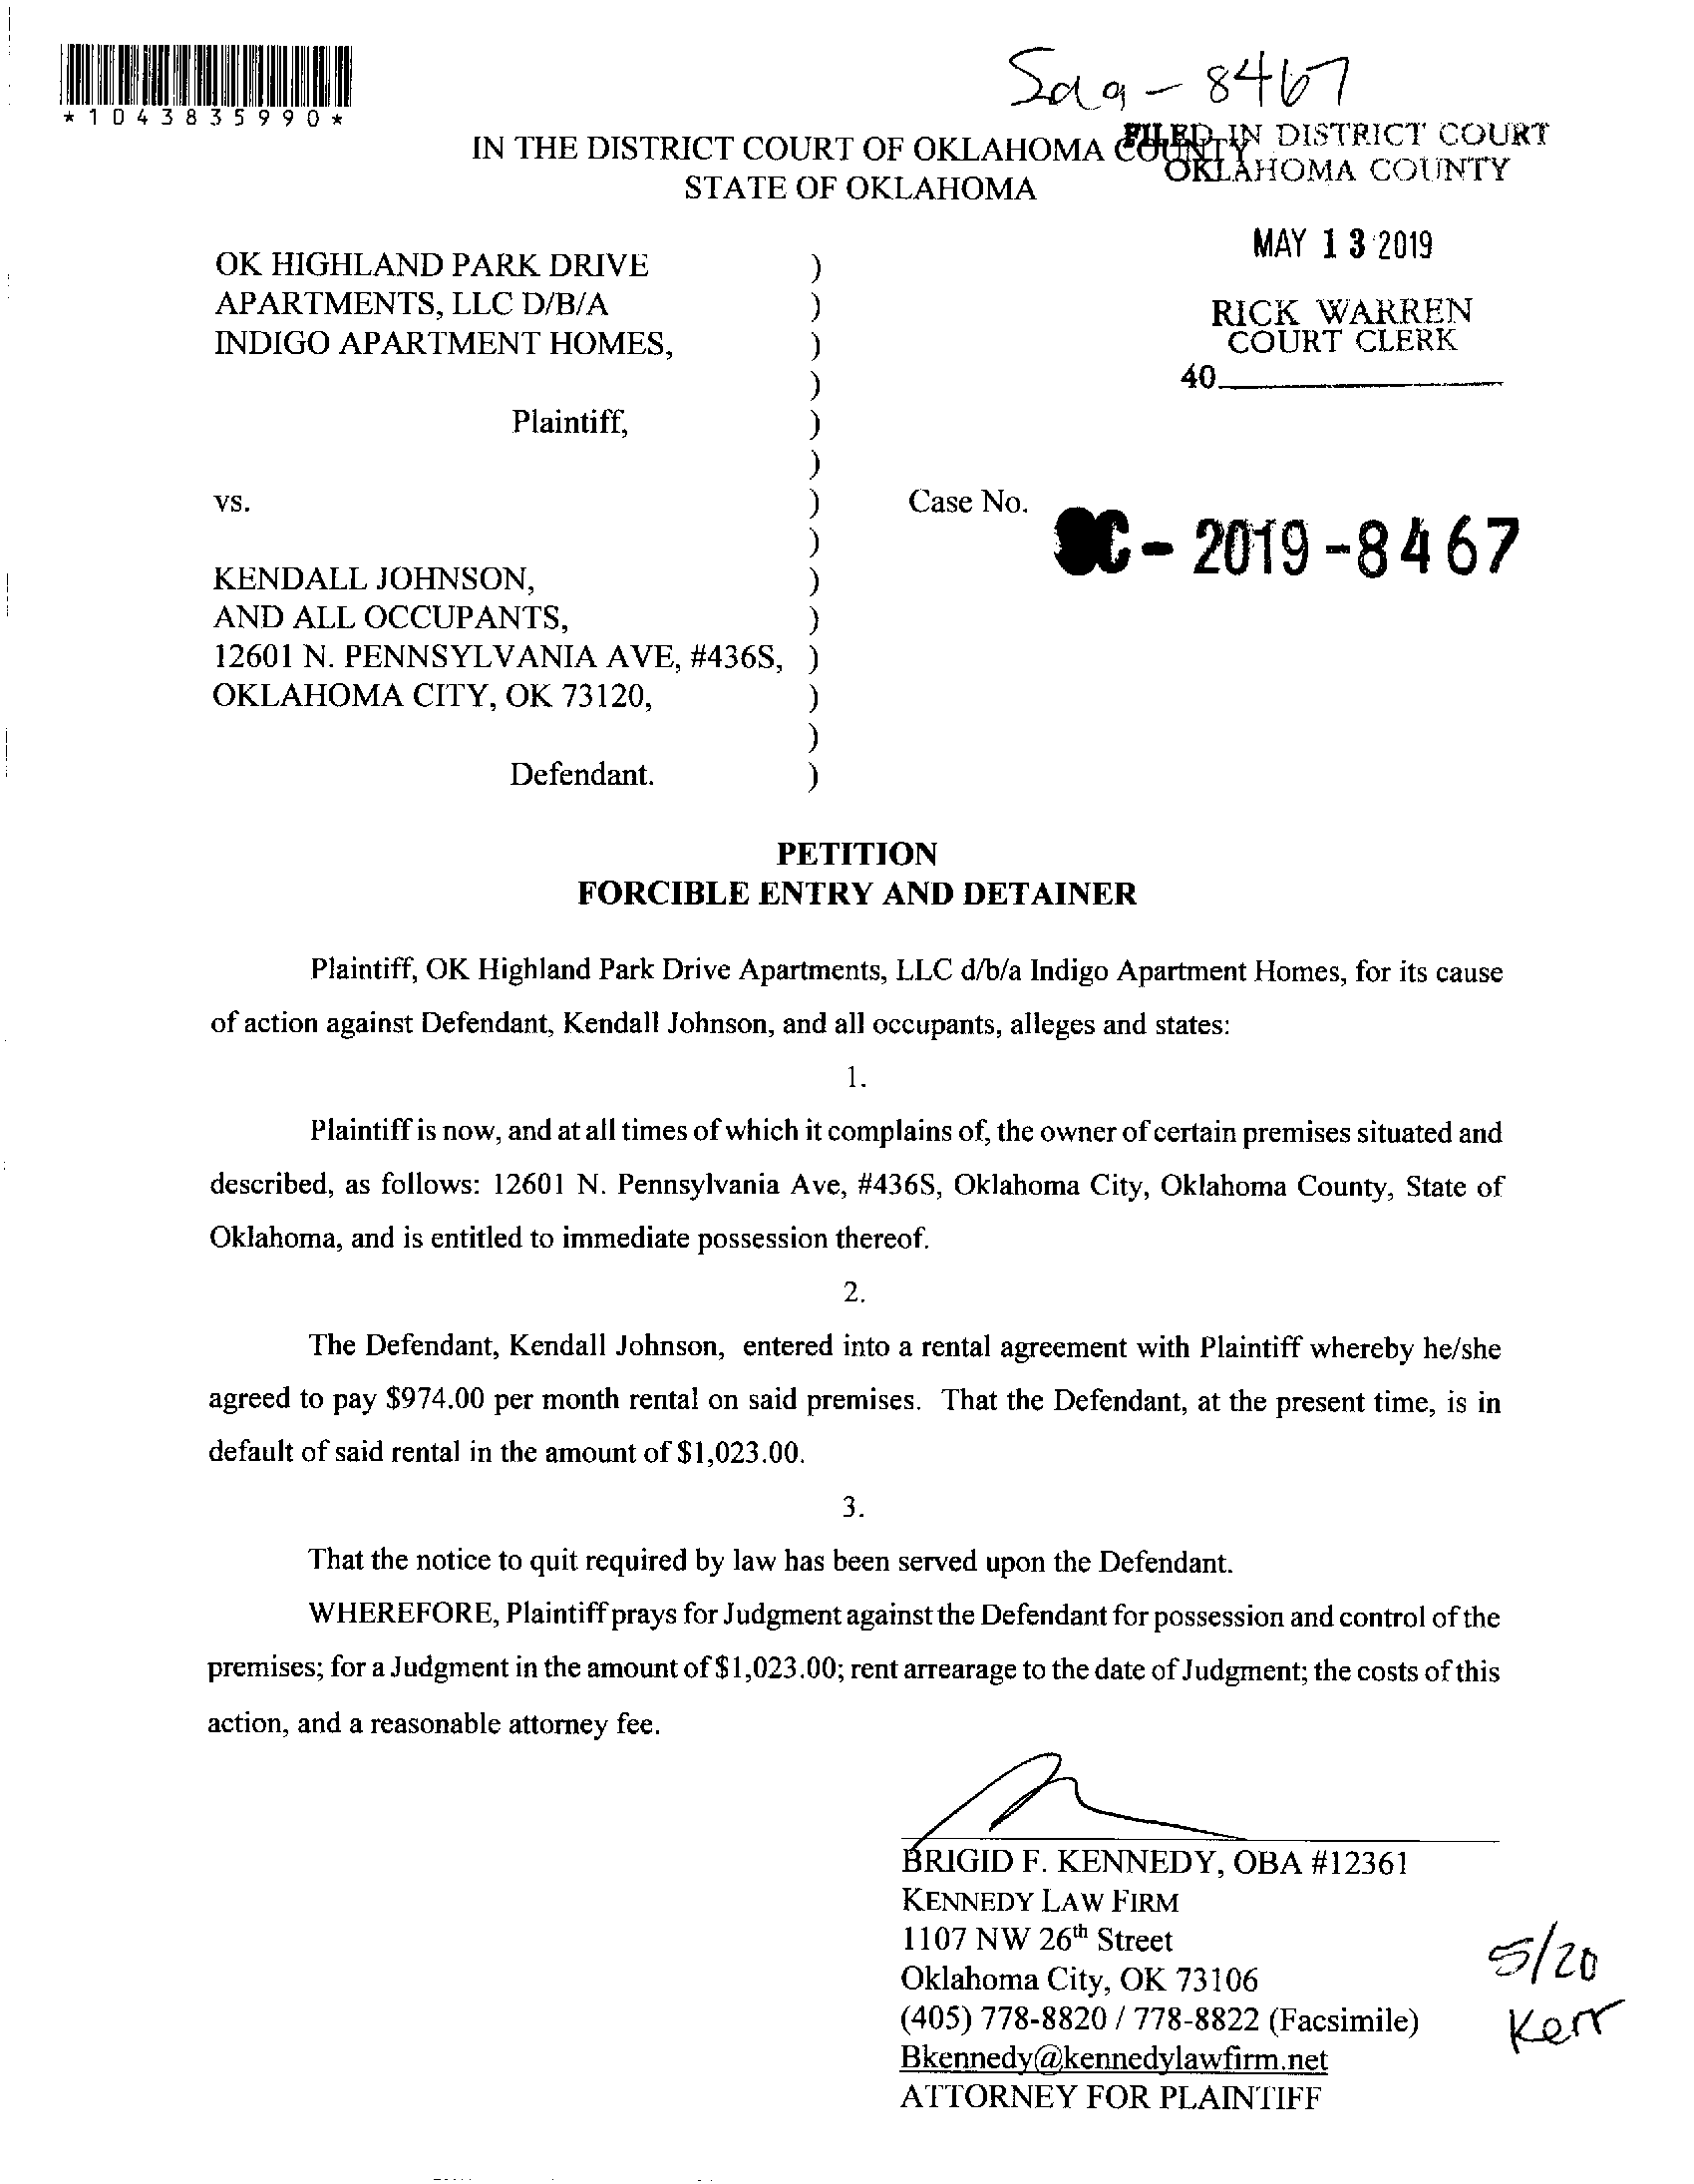 *1043835990*
8467
IN THE DISTRICT COURT OF OKLAHOMA COUNTY
STATE OF OKLAHOMA
FILED IN DISTRICT COURT
OKLAHOMA COUNTY
MAY 13 2019
RICK WARREN
COURT CLERK
40
OK HIGHLAND PARK DRIVE )
APARTMENTS, LLC D/B/A )
INDIGO APARTMENT HOMES, )
)
Plaintiff, )
)
vs. ) Case No. SC-2019-8467
)
KENDALL JOHNSON, )
AND ALL OCCUPANTS, )
12601 N. PENNSYLVANIA AVE, #436S, )
OKLAHOMA CITY, OK 73120, )
)
Defendant. )
PETITION
FORCIBLE ENTRY AND DETAINER
Plaintiff, OK Highland Park Drive Apartments, LLC d/b/a Indigo Apartment Homes, for its cause
of action against Defendant, Kendall Johnson, and all occupants, alleges and states:
1.
Plaintiff is now, and at all times of which it complains of, the owner of certain premises situated and
described, as follows: 12601 N. Pennsylvania Ave, #436S, Oklahoma City, Oklahoma County, State of
Oklahoma, and is entitled to immediate possession thereof.
2.
The Defendant, Kendall Johnson, entered into a rental agreement with Plaintiff whereby he/she
agreed to pay $974.00 per month rental on said premises. That the Defendant, at the present time, is in
default of said rental in the amount of $1,023.00.
3.
That the notice to quit required by law has been served upon the Defendant.
WHEREFORE, Plaintiff prays for Judgment against the Defendant for possession and control of the
premises; for a Judgment in the amount of $1,023.00; rent arrearage to the date of Judgment; the costs of this
action, and a reasonable attorney fee.
BRIGID F. KENNEDY, OBA #12361
KENNEDY LAW FIRM
1107 NW 26th Street
Oklahoma City, OK 73106
(405) 778-8820 / 778-8822 (Facsimile)
Bkennedy@kennedylawfirm.net
ATTORNEY FOR PLAINTIFF
5/20
Kerr